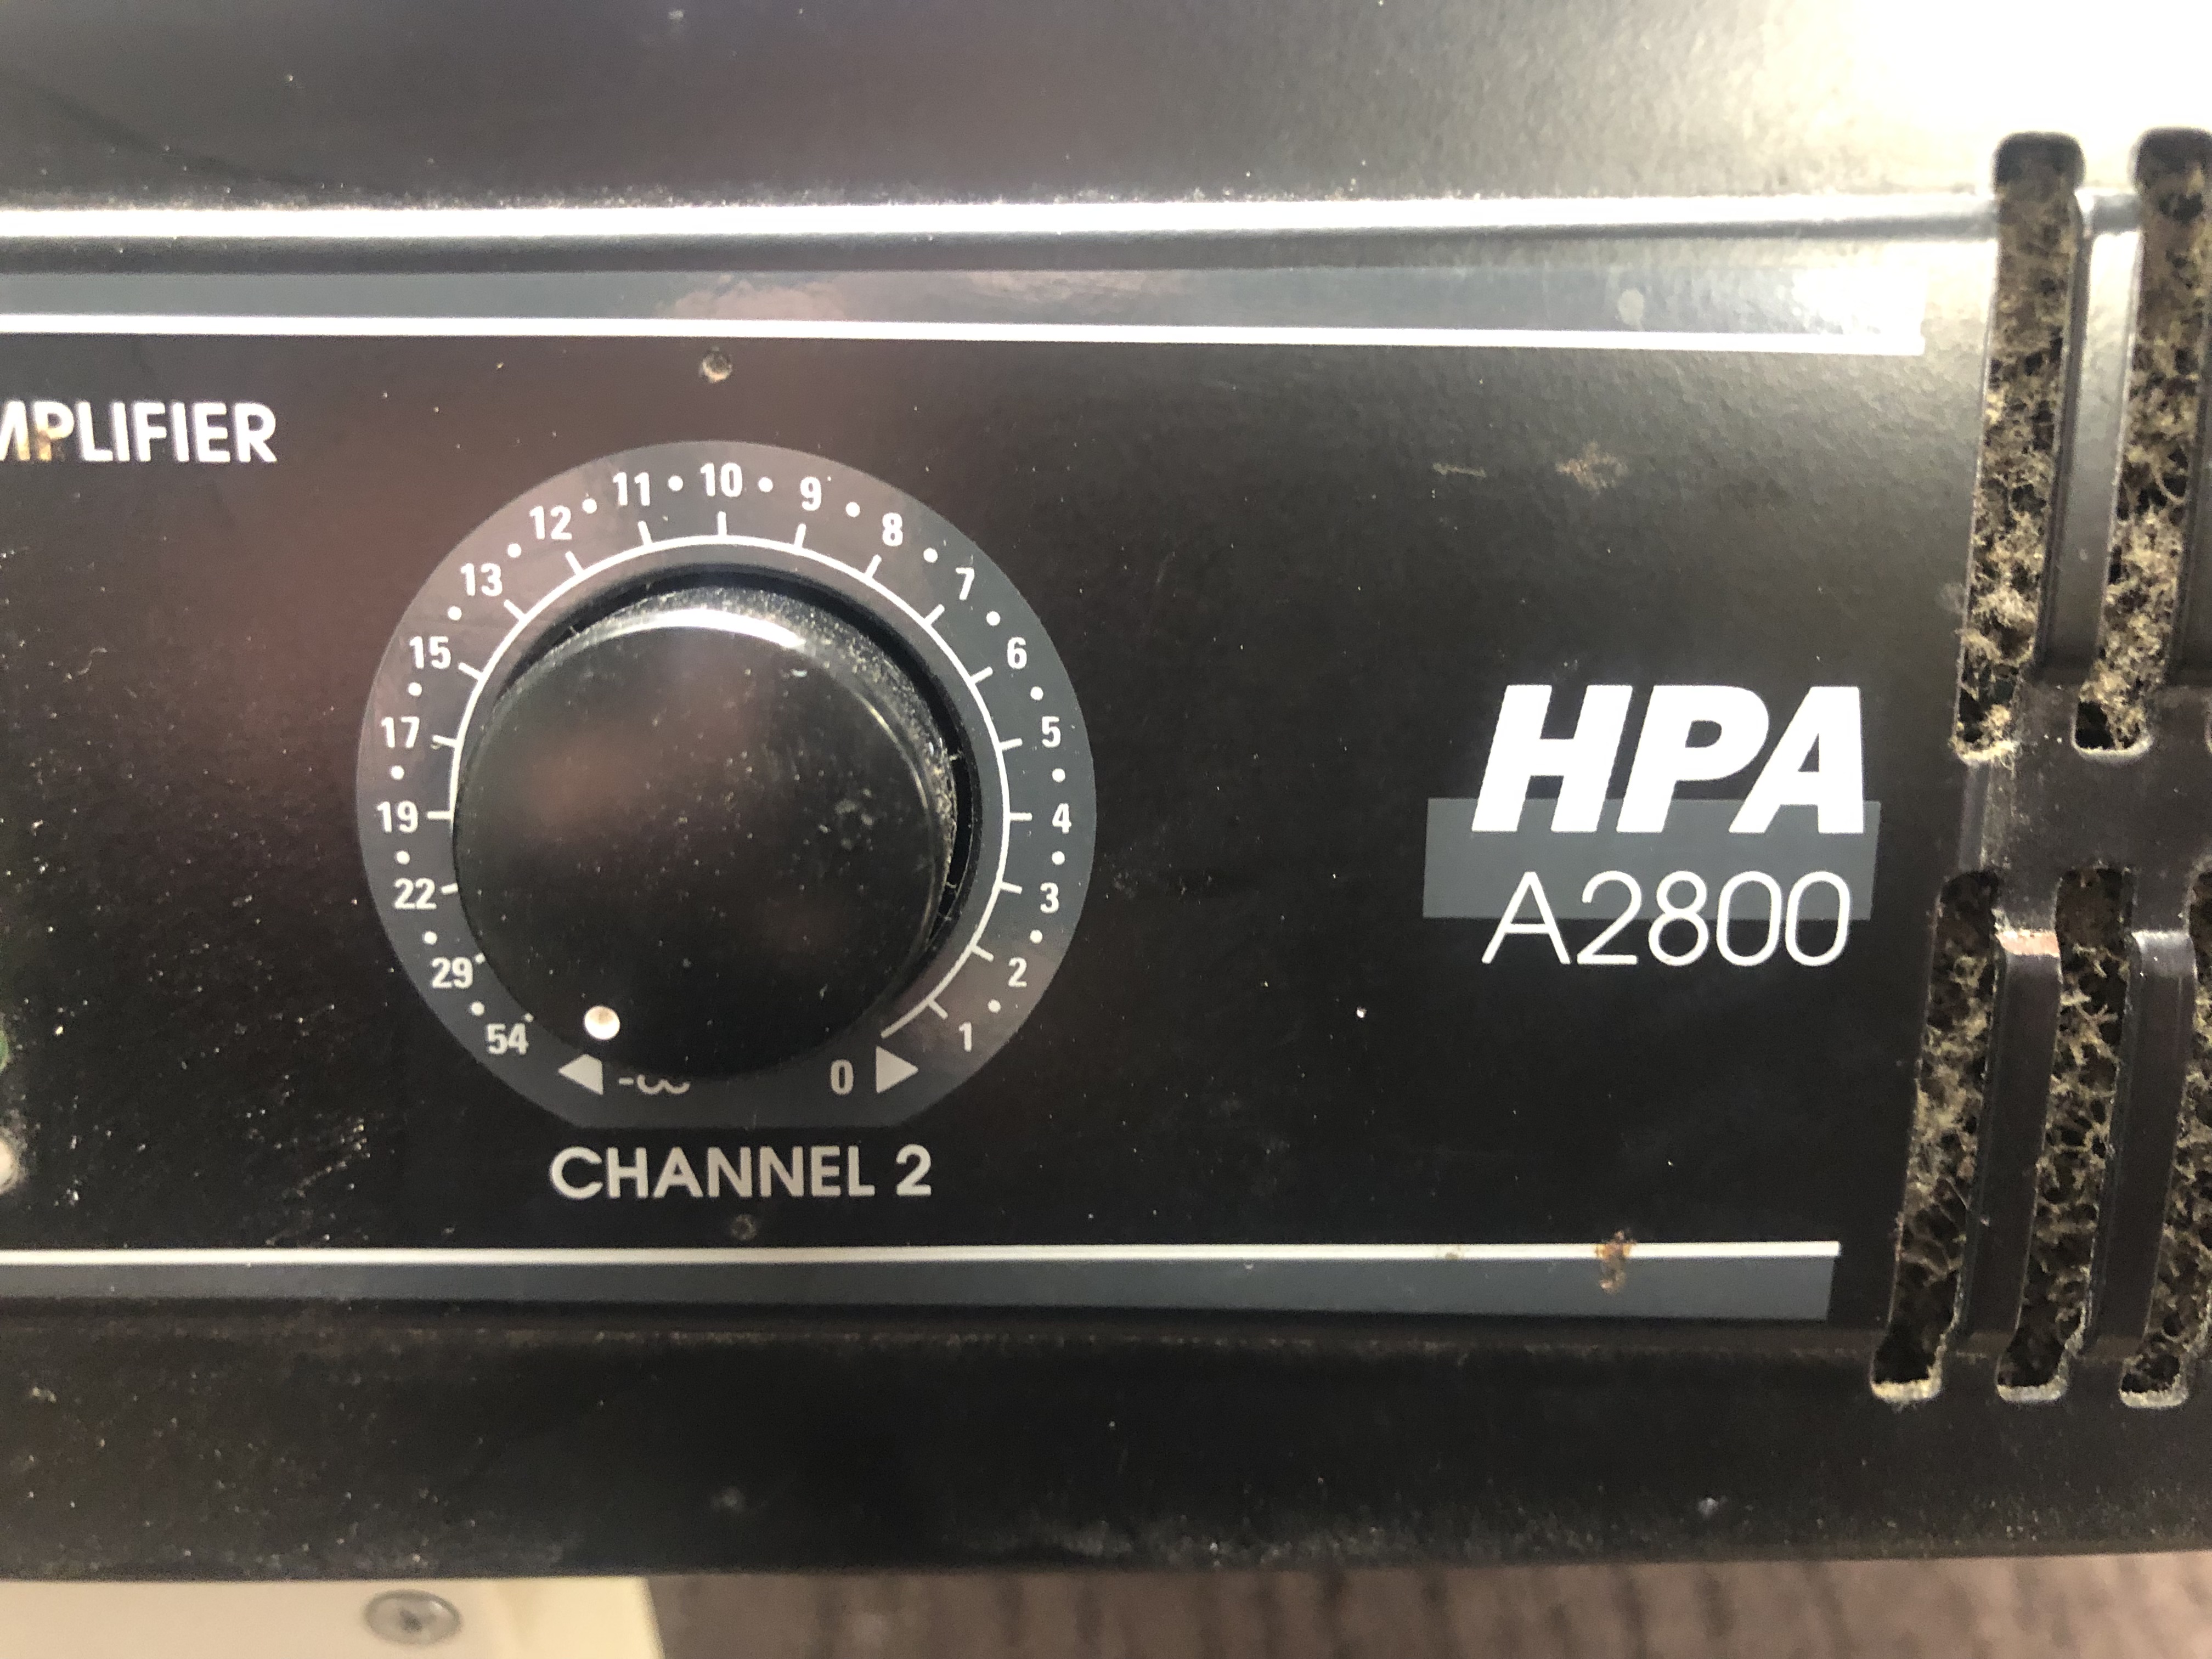 MPLIFIER
11 • 10 • 9 •
12 • 8 •
13 • 7 •
15 • 6 •
17 • 5 •
19 • 4 •
22 • 3 •
29 • 2 •
54 1
◀ -∞ 0 ▶
CHANNEL 2
HPA
A2800